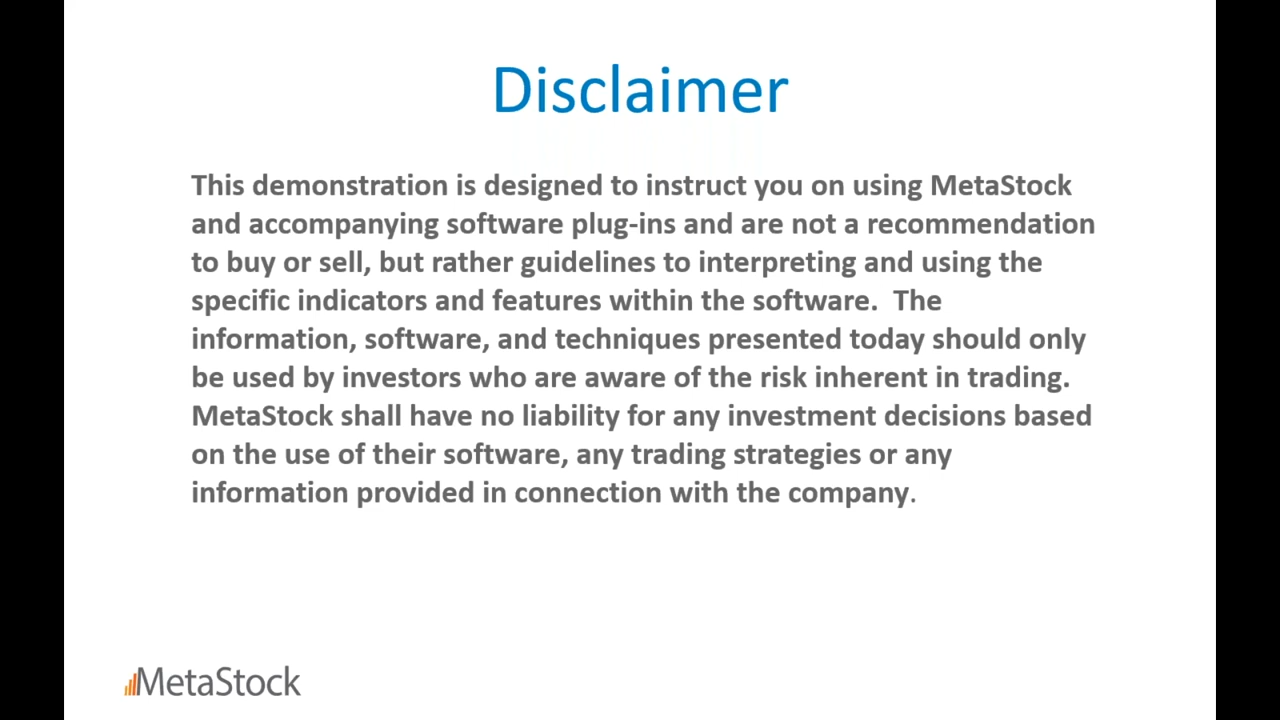 Disclaimer
This demonstration is designed to instruct you on using MetaStock
and accompanying software plug-ins and are not a recommendation
to buy or sell, but rather guidelines to interpreting and using the
specific indicators and features within the software.  The
information, software, and techniques presented today should only
be used by investors who are aware of the risk inherent in trading.
MetaStock shall have no liability for any investment decisions based
on the use of their software, any trading strategies or any
information provided in connection with the company.
MetaStock